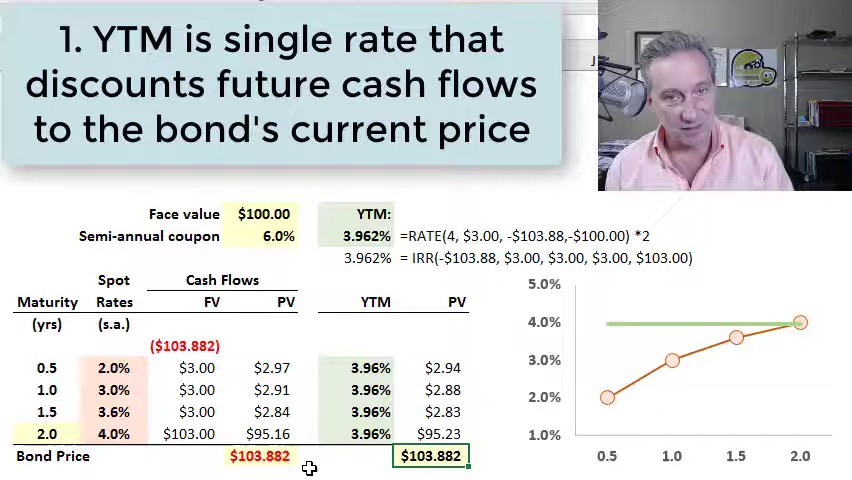 1. YTM is single rate that
discounts future cash flows
to the bond's current price
J
Face value $100.00 YTM:
Semi-annual coupon 6.0% 3.962% =RATE(4, $3.00, -$103.88,-$100.00) *2
3.962% = IRR(-$103.88, $3.00, $3.00, $3.00, $103.00)
Spot Cash Flows
Maturity Rates FV PV YTM PV
(yrs) (s.a.)
($103.882)
0.5 2.0% $3.00 $2.97 3.96% $2.94
1.0 3.0% $3.00 $2.91 3.96% $2.88
1.5 3.6% $3.00 $2.84 3.96% $2.83
2.0 4.0% $103.00 $95.16 3.96% $95.23
Bond Price $103.882 $103.882
5.0%
4.0%
3.0%
2.0%
1.0%
0.5 1.0 1.5 2.0